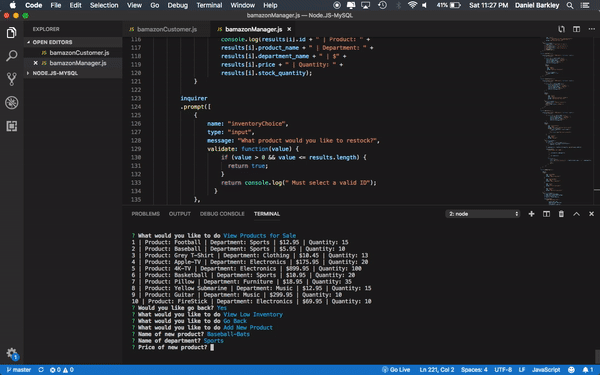 Code File Edit Selection View Go Debug Tasks Window Help 41% Sat 11:27 PM Daniel Barkley
bamazonManager.js — Node.JS-MySQL
EXPLORER
OPEN EDITORS
bamazonCustomer.js
bamazonManager.js
NODE.JS-MYSQL
JS bamazonCustomer.js JS bamazonManager.js
116 console.log(results[i].id + " | Product: " +
117 results[i].product_name + " | Department: " +
118 results[i].department_name + " | $" +
119 results[i].price + " | Quantity: " +
120 results[i].stock_quantity);
121 }
122
123 inquirer
124 .prompt([
125 {
126 name: "inventoryChoice",
127 type: "input",
128 message: "What product would you like to restock?",
129 validate: function(value) {
130 if (value > 0 && value <= results.length) {
131 return true;
132 }
133 return console.log(" Must select a valid ID");
134 }
135 },
PROBLEMS OUTPUT DEBUG CONSOLE TERMINAL 2: node
? What would you like to do View Products for Sale
1 | Product: Football | Department: Sports | $12.95 | Quantity: 15
2 | Product: Baseball | Department: Sports | $5.95 | Quantity: 10
3 | Product: Grey T-Shirt | Department: Clothing | $10.45 | Quantity: 13
4 | Product: Apple-TV | Department: Electronics | $175.95 | Quantity: 20
5 | Product: 4K-TV | Department: Electronics | $899.95 | Quantity: 100
6 | Product: Basketball | Department: Sports | $10.95 | Quantity: 20
7 | Product: Pillow | Department: Furniture | $18.95 | Quantity: 35
8 | Product: Yellow Submarine | Department: Music | $12.95 | Quantity: 15
9 | Product: Guitar | Department: Music | $299.95 | Quantity: 10
10 | Product: FireStick | Department: Electronics | $69.95 | Quantity: 10
? Would you like go back? Yes
? What would you like to do View Low Inventory
? What would you like to do Go Back
? What would you like to do Add New Product
? Name of new product? Baseball-Bats
? Name of department? Sports
? Price of new product?
master 0 0 Go Live Ln 221, Col 2 Spaces: 4 UTF-8 LF JavaScript